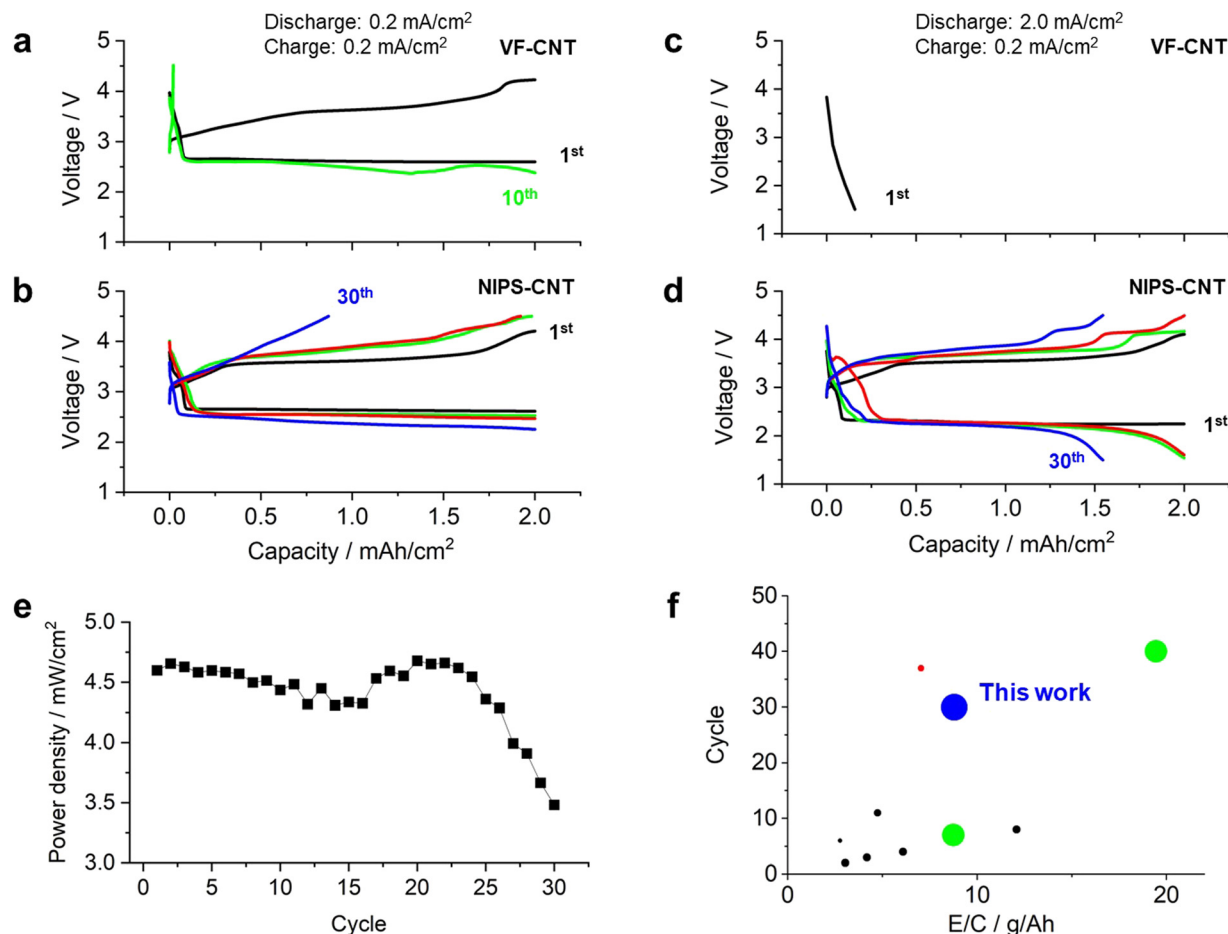 a
Discharge: 0.2 mA/cm²
Charge: 0.2 mA/cm²
VF-CNT
5
4
3
2
1
Voltage / V
1st
10th
c
Discharge: 2.0 mA/cm²
Charge: 0.2 mA/cm²
VF-CNT
5
4
3
2
1
Voltage / V
1st
b
NIPS-CNT
30th
1st
5
4
3
2
1
Voltage / V
0.0 0.5 1.0 1.5 2.0
Capacity / mAh/cm²
d
NIPS-CNT
5
4
3
2
1
Voltage / V
1st
30th
0.0 0.5 1.0 1.5 2.0
Capacity / mAh/cm²
e
5.0
4.5
4.0
3.5
3.0
Power density / mW/cm²
0 5 10 15 20 25 30
Cycle
f
50
40
30
20
10
0
Cycle
This work
0 10 20
E/C / g/Ah